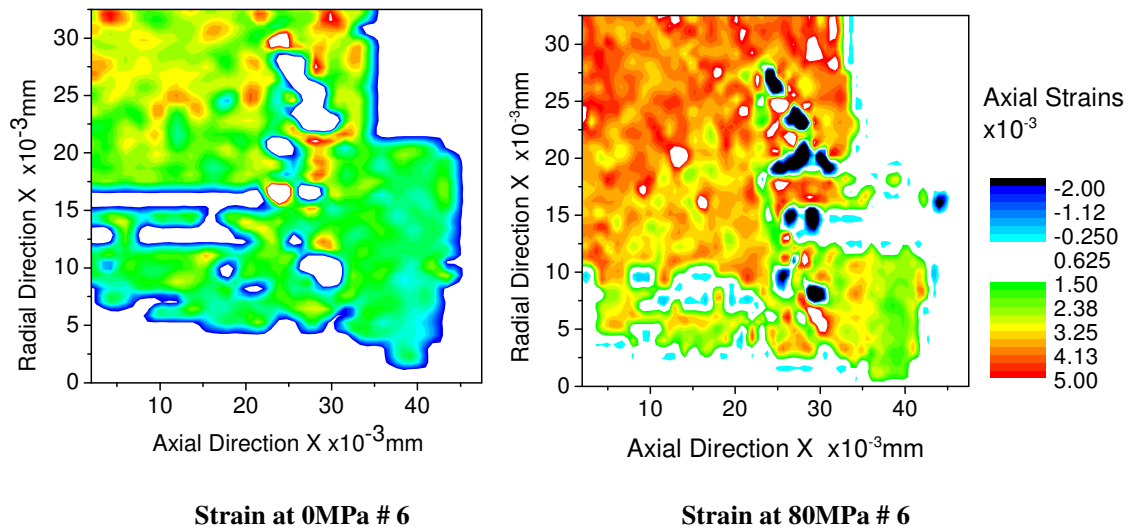 30
25
20
15
10
5
0
Radial Direction X x10⁻³mm
10 20 30 40
Axial Direction X x10⁻³mm
30
25
20
15
10
5
0
Radial Direction X x10⁻³mm
10 20 30 40
Axial Direction X x10⁻³mm
Axial Strains
x10⁻³
-2.00
-1.12
-0.250
0.625
1.50
2.38
3.25
4.13
5.00
Strain at 0MPa # 6
Strain at 80MPa # 6